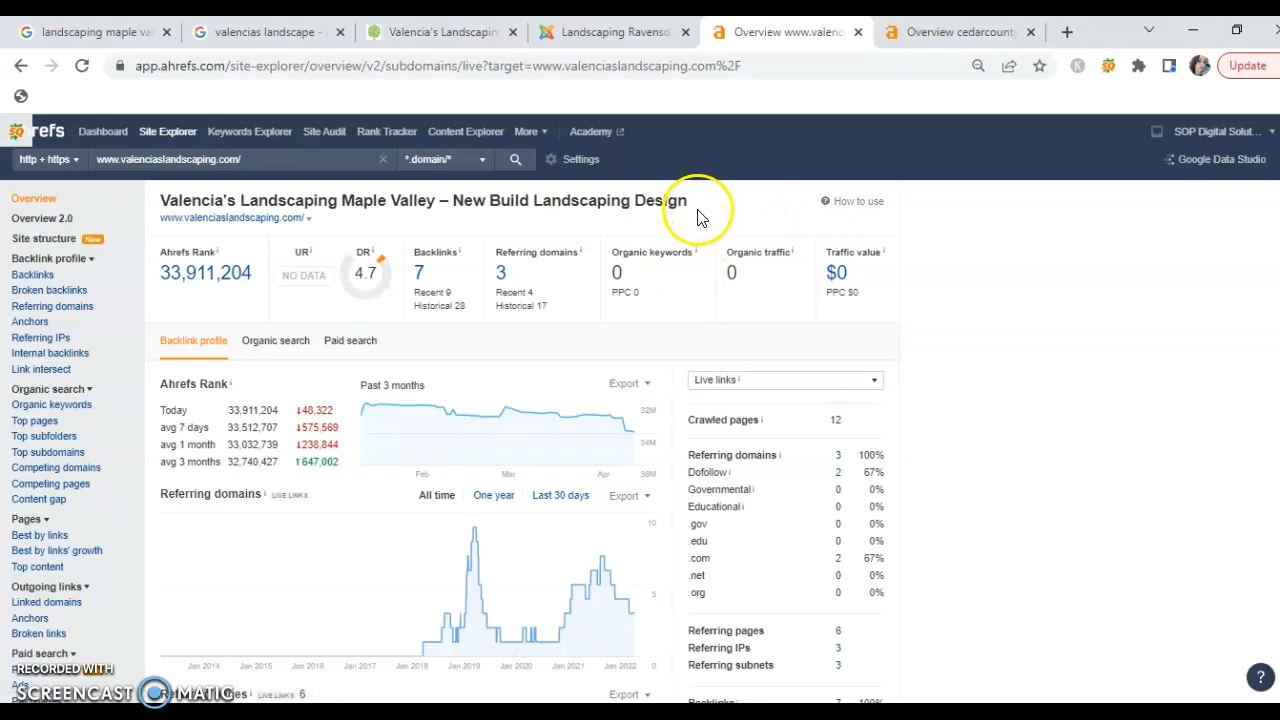 landscaping maple va
valencias landscape -
Valencia's Landscapin
Landscaping Ravensd
Overview www.valenc
Overview cedarcounty
app.ahrefs.com/site-explorer/overview/v2/subdomains/live?target=www.valenciaslandscaping.com%2F
Update
refs Dashboard Site Explorer Keywords Explorer Site Audit Rank Tracker Content Explorer More Academy SOP Digital Solut...
http + https www.valenciaslandscaping.com/ *.domain/* Settings Google Data Studio
Overview
Overview 2.0
Site structure New
Backlink profile
Backlinks
Broken backlinks
Referring domains
Anchors
Referring IPs
Internal backlinks
Link intersect
Organic search
Organic keywords
Top pages
Top subfolders
Top subdomains
Competing domains
Competing pages
Content gap
Pages
Best by links
Best by links' growth
Top content
Outgoing links
Linked domains
Anchors
Broken links
Paid search
Ads
RECORDED WITH
SCREENCAST MATIC
Valencia's Landscaping Maple Valley – New Build Landscaping Design
How to use
www.valenciaslandscaping.com/
Ahrefs Rank UR DR Backlinks Referring domains Organic keywords Organic traffic Traffic value
33,911,204 NO DATA 4.7 7 3 0 0 $0
Recent 9 Recent 4 PPC 0 PPC $0
Historical 28 Historical 17
Backlink profile Organic search Paid search
Ahrefs Rank Past 3 months Export
Today 33,911,204 ↓48,322
avg 7 days 33,512,707 ↓575,569
avg 1 month 33,032,739 ↓238,844
avg 3 months 32,740,427 ↑647,002
32M
34M
36M
Feb Mar Apr
Referring domains LIVE LINKS All time One year Last 30 days Export
10
5
0
Jan 2014 Jan 2015 Jan 2016 Jan 2017 Jan 2018 Jan 2019 Jan 2020 Jan 2021 Jan 2022
LIVE LINKS 6 Export
Live links
Crawled pages 12
Referring domains 3 100%
Dofollow 2 67%
Governmental 0 0%
Educational 0 0%
.gov 0 0%
.edu 0 0%
.com 2 67%
.net 0 0%
.org 0 0%
Referring pages 6
Referring IPs 3
Referring subnets 3
Backlinks 7 100%
?